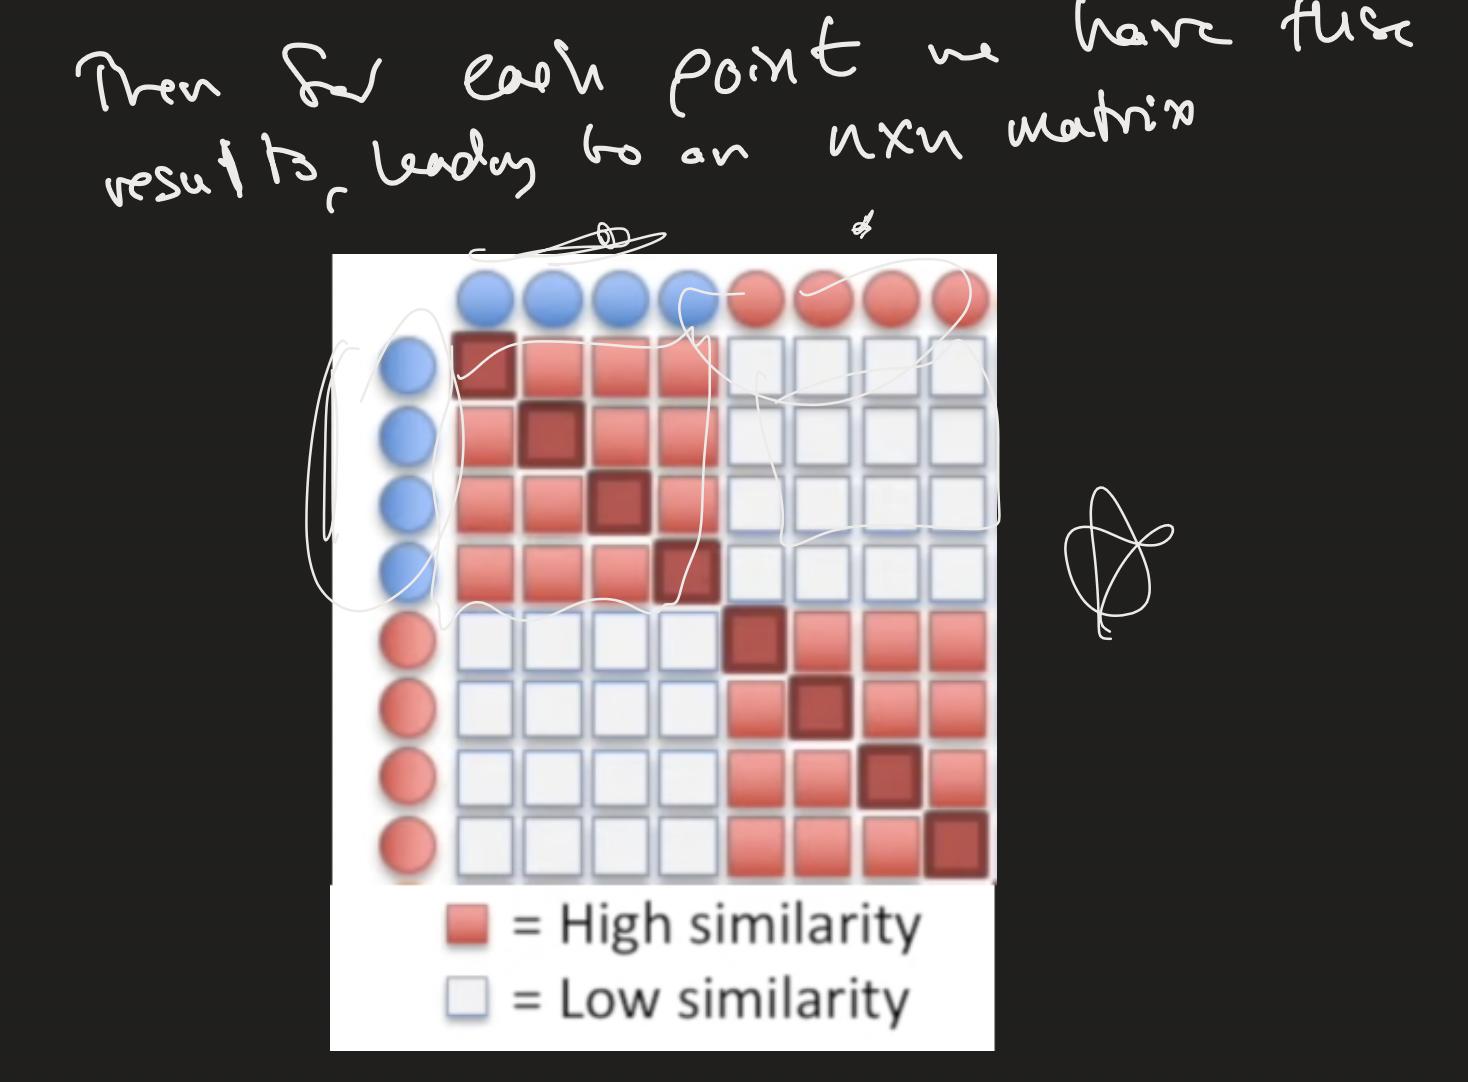 Then for each point we have these
results, leading to an nxn matrix
= High similarity
= Low similarity